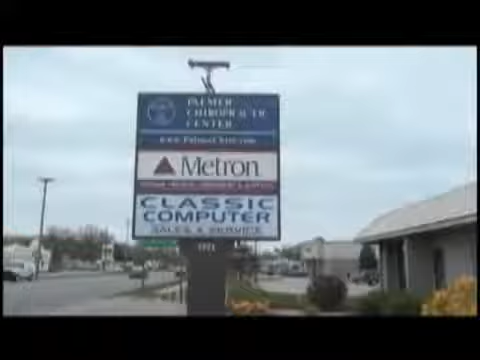 PALMER
CHIROPRACTIC
CENTER
Metron
CLASSIC
COMPUTER
SALES & SERVICE